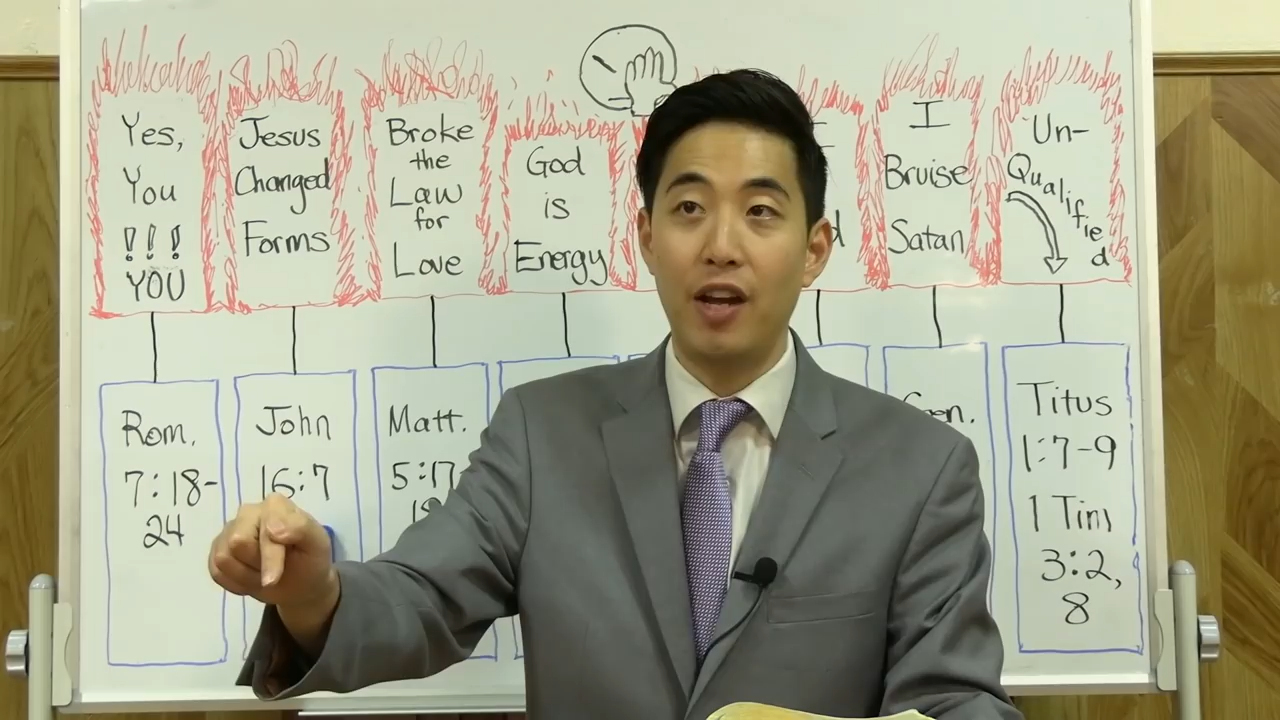 Yes,
You
!!!
YOU
Jesus
Changed
Forms
Broke
the
Law
for
Love
God
is
Energy
I
Bruise
Satan
Un-
Qualified
Rom.
7:18-
24
John
16:7
Matt.
5:17-
Gen.
Titus
1:7-9
1 Tim
3:2,
8